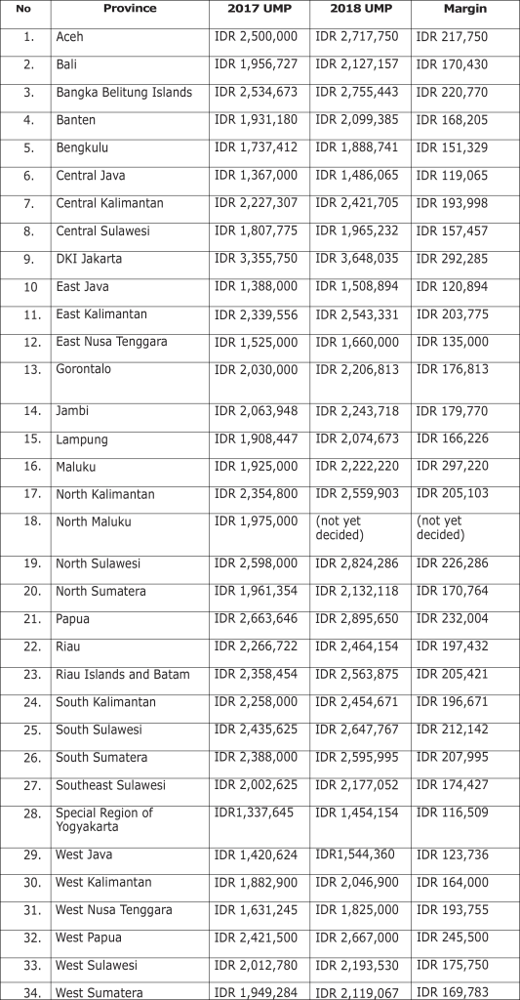 No Province 2017 UMP 2018 UMP Margin
1. Aceh IDR 2,500,000 IDR 2,717,750 IDR 217,750
2. Bali IDR 1,956,727 IDR 2,127,157 IDR 170,430
3. Bangka Belitung Islands IDR 2,534,673 IDR 2,755,443 IDR 220,770
4. Banten IDR 1,931,180 IDR 2,099,385 IDR 168,205
5. Bengkulu IDR 1,737,412 IDR 1,888,741 IDR 151,329
6. Central Java IDR 1,367,000 IDR 1,486,065 IDR 119,065
7. Central Kalimantan IDR 2,227,307 IDR 2,421,705 IDR 193,998
8. Central Sulawesi IDR 1,807,775 IDR 1,965,232 IDR 157,457
9. DKI Jakarta IDR 3,355,750 IDR 3,648,035 IDR 292,285
10 East Java IDR 1,388,000 IDR 1,508,894 IDR 120,894
11. East Kalimantan IDR 2,339,556 IDR 2,543,331 IDR 203,775
12. East Nusa Tenggara IDR 1,525,000 IDR 1,660,000 IDR 135,000
13. Gorontalo IDR 2,030,000 IDR 2,206,813 IDR 176,813
14. Jambi IDR 2,063,948 IDR 2,243,718 IDR 179,770
15. Lampung IDR 1,908,447 IDR 2,074,673 IDR 166,226
16. Maluku IDR 1,925,000 IDR 2,222,220 IDR 297,220
17. North Kalimantan IDR 2,354,800 IDR 2,559,903 IDR 205,103
18. North Maluku IDR 1,975,000 (not yet (not yet
decided) decided)
19. North Sulawesi IDR 2,598,000 IDR 2,824,286 IDR 226,286
20. North Sumatera IDR 1,961,354 IDR 2,132,118 IDR 170,764
21. Papua IDR 2,663,646 IDR 2,895,650 IDR 232,004
22. Riau IDR 2,266,722 IDR 2,464,154 IDR 197,432
23. Riau Islands and Batam IDR 2,358,454 IDR 2,563,875 IDR 205,421
24. South Kalimantan IDR 2,258,000 IDR 2,454,671 IDR 196,671
25. South Sulawesi IDR 2,435,625 IDR 2,647,767 IDR 212,142
26. South Sumatera IDR 2,388,000 IDR 2,595,995 IDR 207,995
27. Southeast Sulawesi IDR 2,002,625 IDR 2,177,052 IDR 174,427
28. Special Region of IDR1,337,645 IDR 1,454,154 IDR 116,509
Yogyakarta
29. West Java IDR 1,420,624 IDR1,544,360 IDR 123,736
30. West Kalimantan IDR 1,882,900 IDR 2,046,900 IDR 164,000
31. West Nusa Tenggara IDR 1,631,245 IDR 1,825,000 IDR 193,755
32. West Papua IDR 2,421,500 IDR 2,667,000 IDR 245,500
33. West Sulawesi IDR 2,012,780 IDR 2,193,530 IDR 175,750
34. West Sumatera IDR 1,949,284 IDR 2,119,067 IDR 169,783